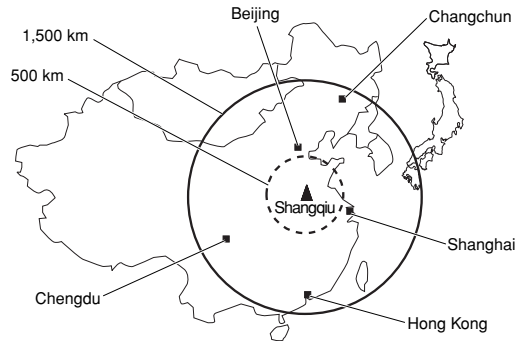 Beijing
Changchun
1,500 km
500 km
Shangqiu
Shanghai
Chengdu
Hong Kong